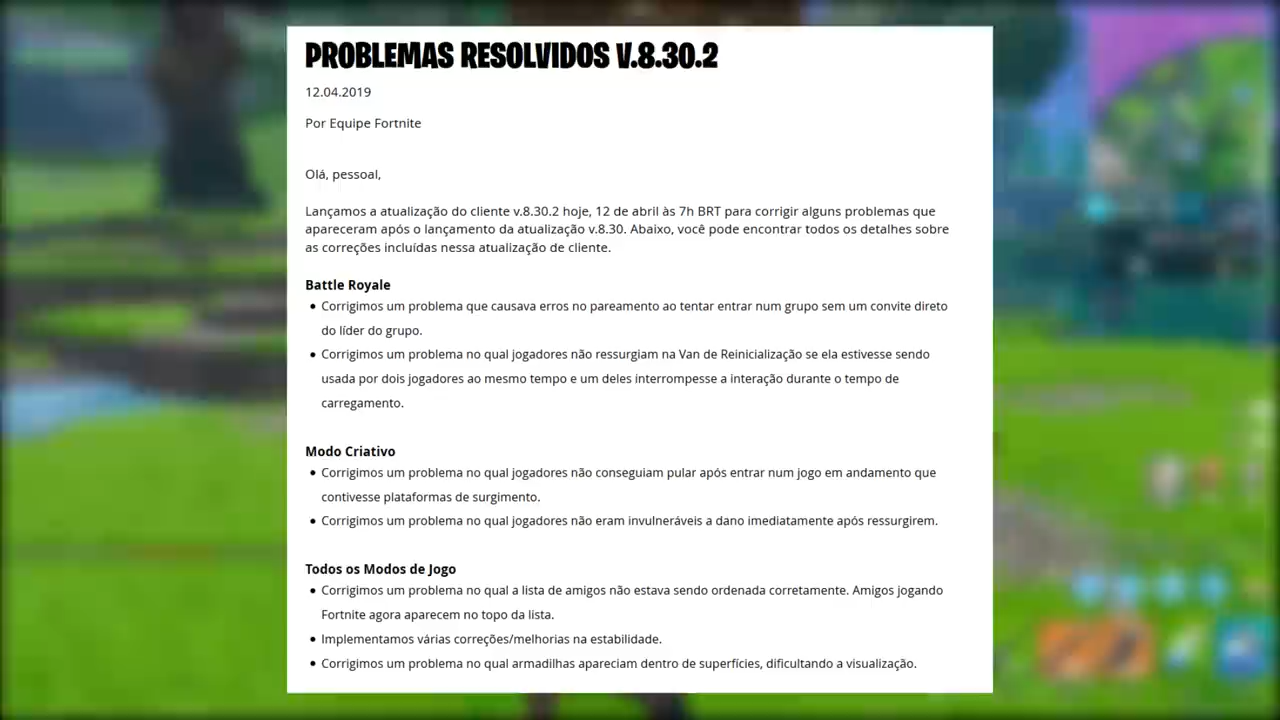 PROBLEMAS RESOLVIDOS V.8.30.2
12.04.2019
Por Equipe Fortnite
Olá, pessoal,
Lançamos a atualização do cliente v.8.30.2 hoje, 12 de abril às 7h BRT para corrigir alguns problemas que
apareceram após o lançamento da atualização v.8.30. Abaixo, você pode encontrar todos os detalhes sobre
as correções incluídas nessa atualização de cliente.
Battle Royale
• Corrigimos um problema que causava erros no pareamento ao tentar entrar num grupo sem um convite direto
do líder do grupo.
• Corrigimos um problema no qual jogadores não ressurgiam na Van de Reinicialização se ela estivesse sendo
usada por dois jogadores ao mesmo tempo e um deles interrompesse a interação durante o tempo de
carregamento.
Modo Criativo
• Corrigimos um problema no qual jogadores não conseguiam pular após entrar num jogo em andamento que
contivesse plataformas de surgimento.
• Corrigimos um problema no qual jogadores não eram invulneráveis a dano imediatamente após ressurgirem.
Todos os Modos de Jogo
• Corrigimos um problema no qual a lista de amigos não estava sendo ordenada corretamente. Amigos jogando
Fortnite agora aparecem no topo da lista.
• Implementamos várias correções/melhorias na estabilidade.
• Corrigimos um problema no qual armadilhas apareciam dentro de superfícies, dificultando a visualização.